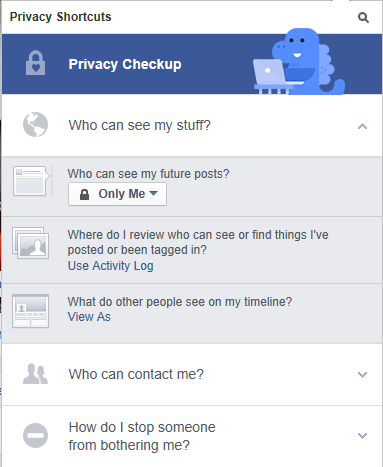 Privacy Shortcuts
Privacy Checkup
Who can see my stuff?
Who can see my future posts?
Only Me
Where do I review who can see or find things I've
posted or been tagged in?
Use Activity Log
What do other people see on my timeline?
View As
Who can contact me?
How do I stop someone
from bothering me?